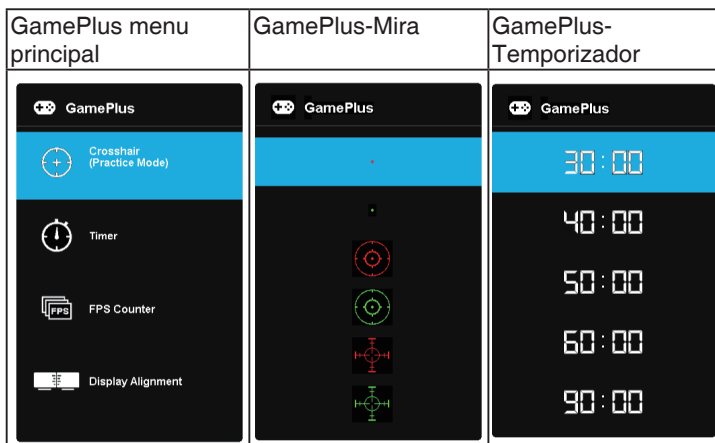 GamePlus menu
principal
GamePlus-Mira
GamePlus-
Temporizador
GamePlus
Crosshair
(Practice Mode)
Timer
FPS
FPS Counter
Display Alignment
GamePlus
GamePlus
30:00
40:00
50:00
60:00
90:00